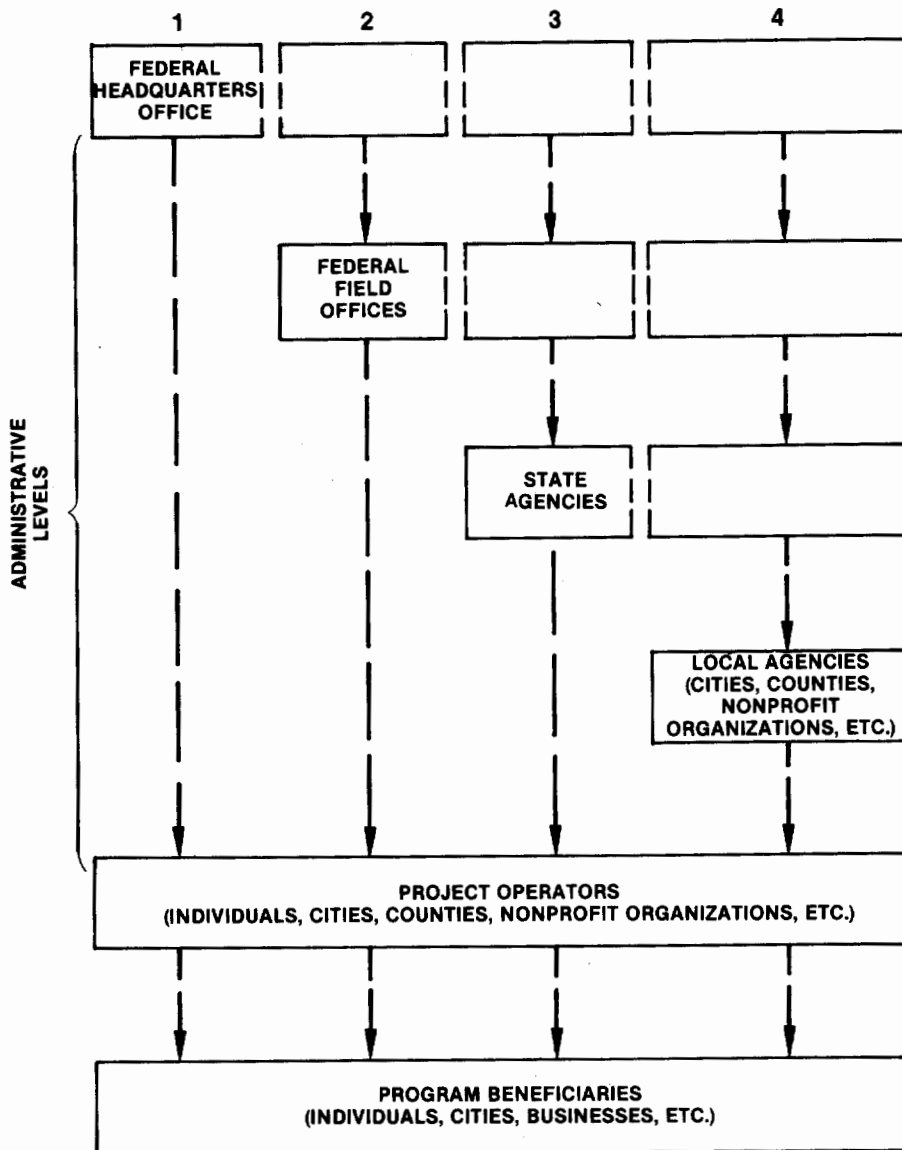 1 2 3 4
FEDERAL
HEADQUARTERS
OFFICE
FEDERAL
FIELD
OFFICES
ADMINISTRATIVE
LEVELS
STATE
AGENCIES
LOCAL AGENCIES
(CITIES, COUNTIES,
NONPROFIT
ORGANIZATIONS, ETC.)
PROJECT OPERATORS
(INDIVIDUALS, CITIES, COUNTIES, NONPROFIT ORGANIZATIONS, ETC.)
PROGRAM BENEFICIARIES
(INDIVIDUALS, CITIES, BUSINESSES, ETC.)